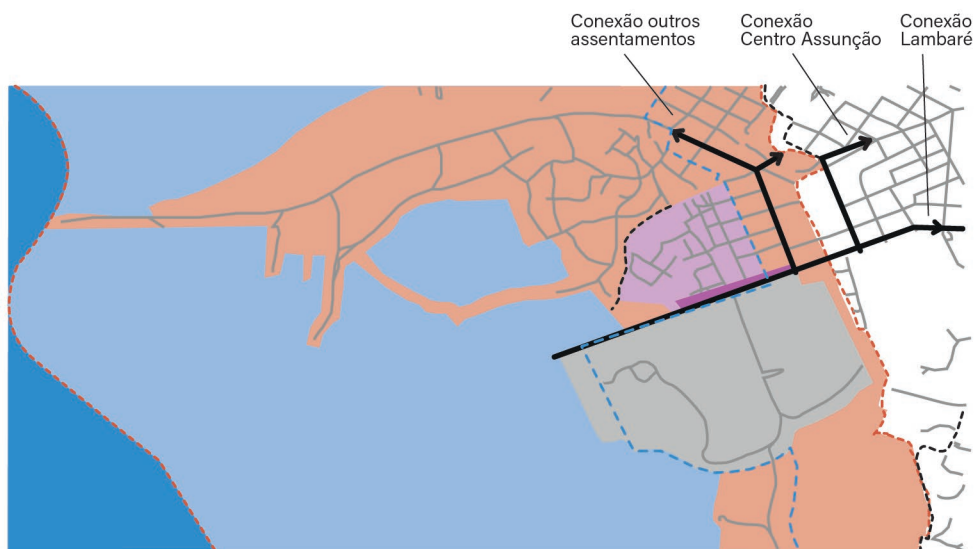 Conexão outros
assentamentos
Conexão
Centro Assunção
Conexão
Lambaré